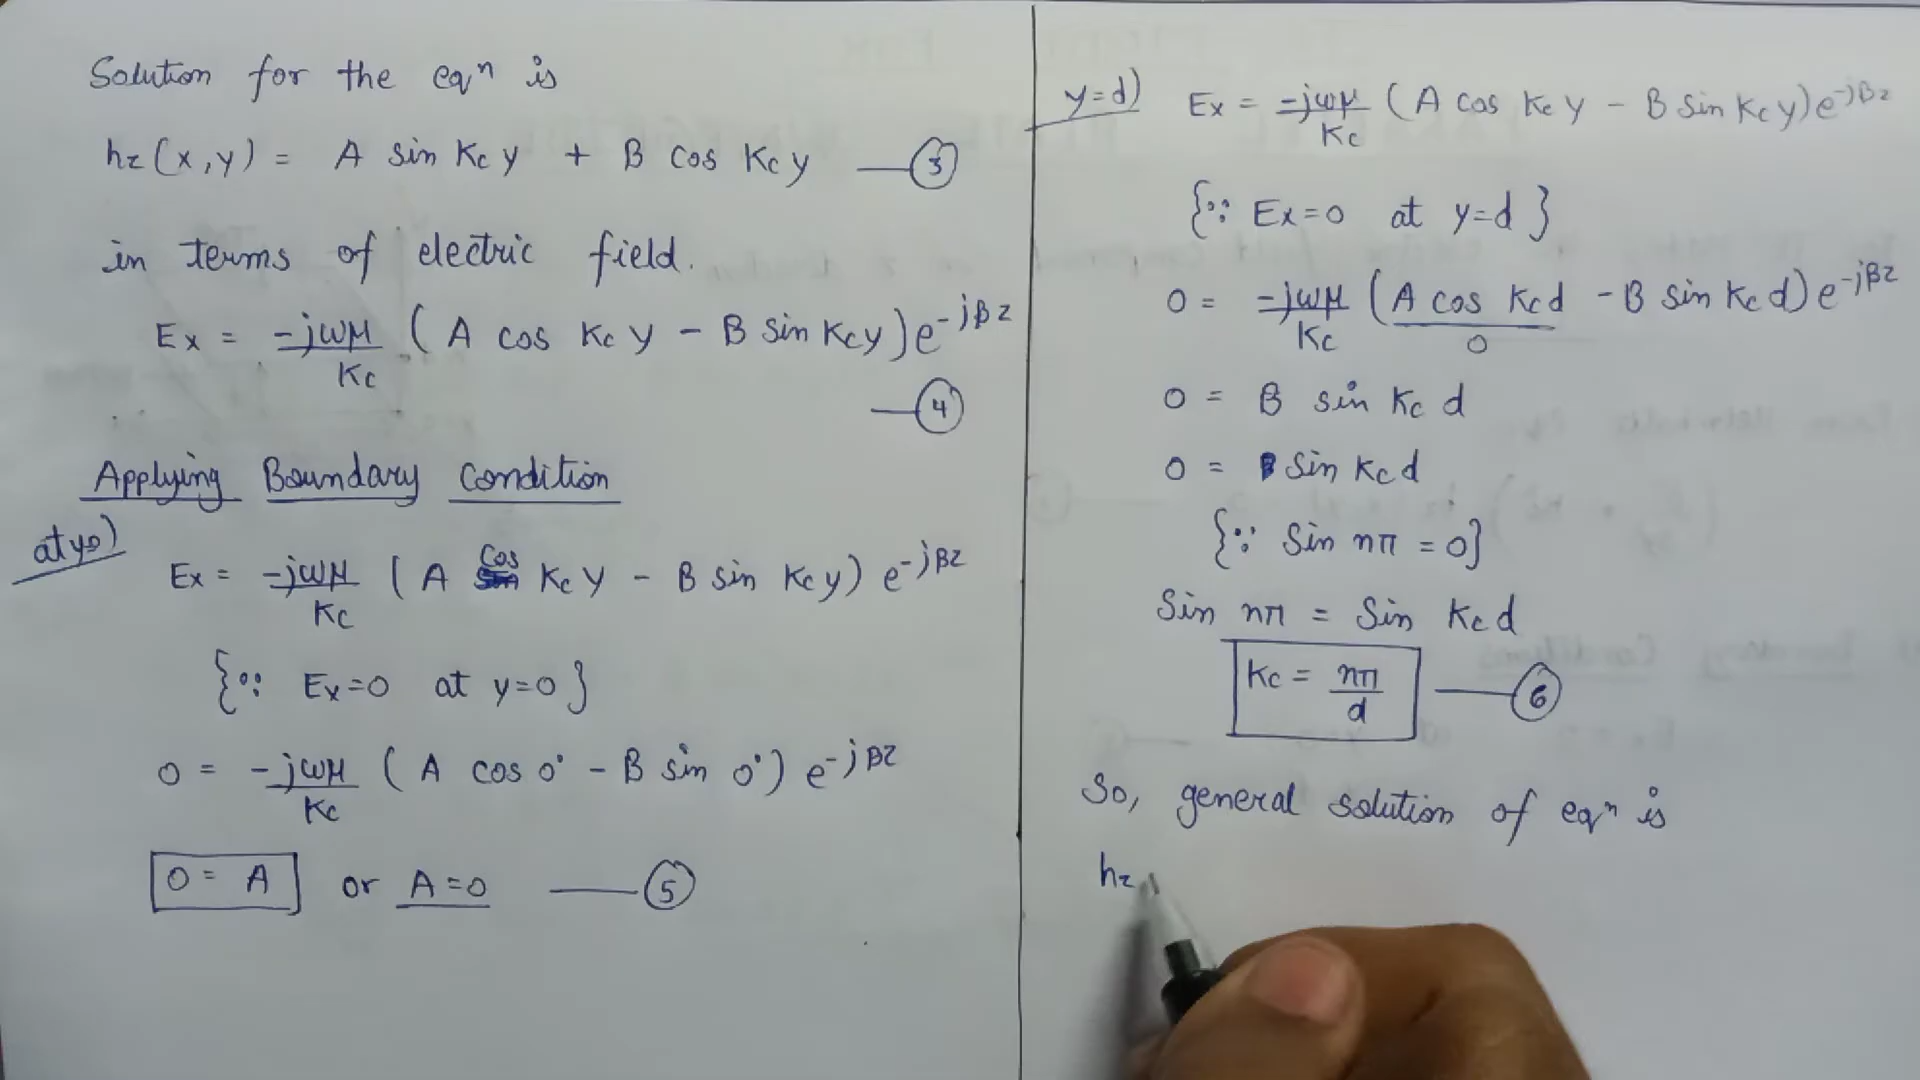 Solution for the eqⁿ is
hz(x,y) = A sin Kc y + B cos Kc y —③
in terms of electric field.
Ex = -jωμ/Kc (A cos Kc y - B sin Kc y) e^-jβz
—④
Applying Boundary Condition
at y=0)
Ex = -jωμ/Kc (A cos Kc y - B sin Kc y) e^-jβz
{∵ Ex=0 at y=0}
0 = -jωμ/Kc (A cos 0° - B sin 0°) e^-jβz
0 = A or A=0 —⑤
y=d) Ex = -jωμ/Kc (A cos Kc y - B sin Kc y) e^-jβz
{∵ Ex=0 at y=d}
0 = -jωμ/Kc (A cos Kc d - B sin Kc d) e^-jβz
0
0 = B sin Kc d
0 = B sin Kc d
{∵ Sin nπ = 0}
Sin nπ = Sin Kc d
Kc = nπ/d —⑥
So, general solution of eqⁿ is
hz